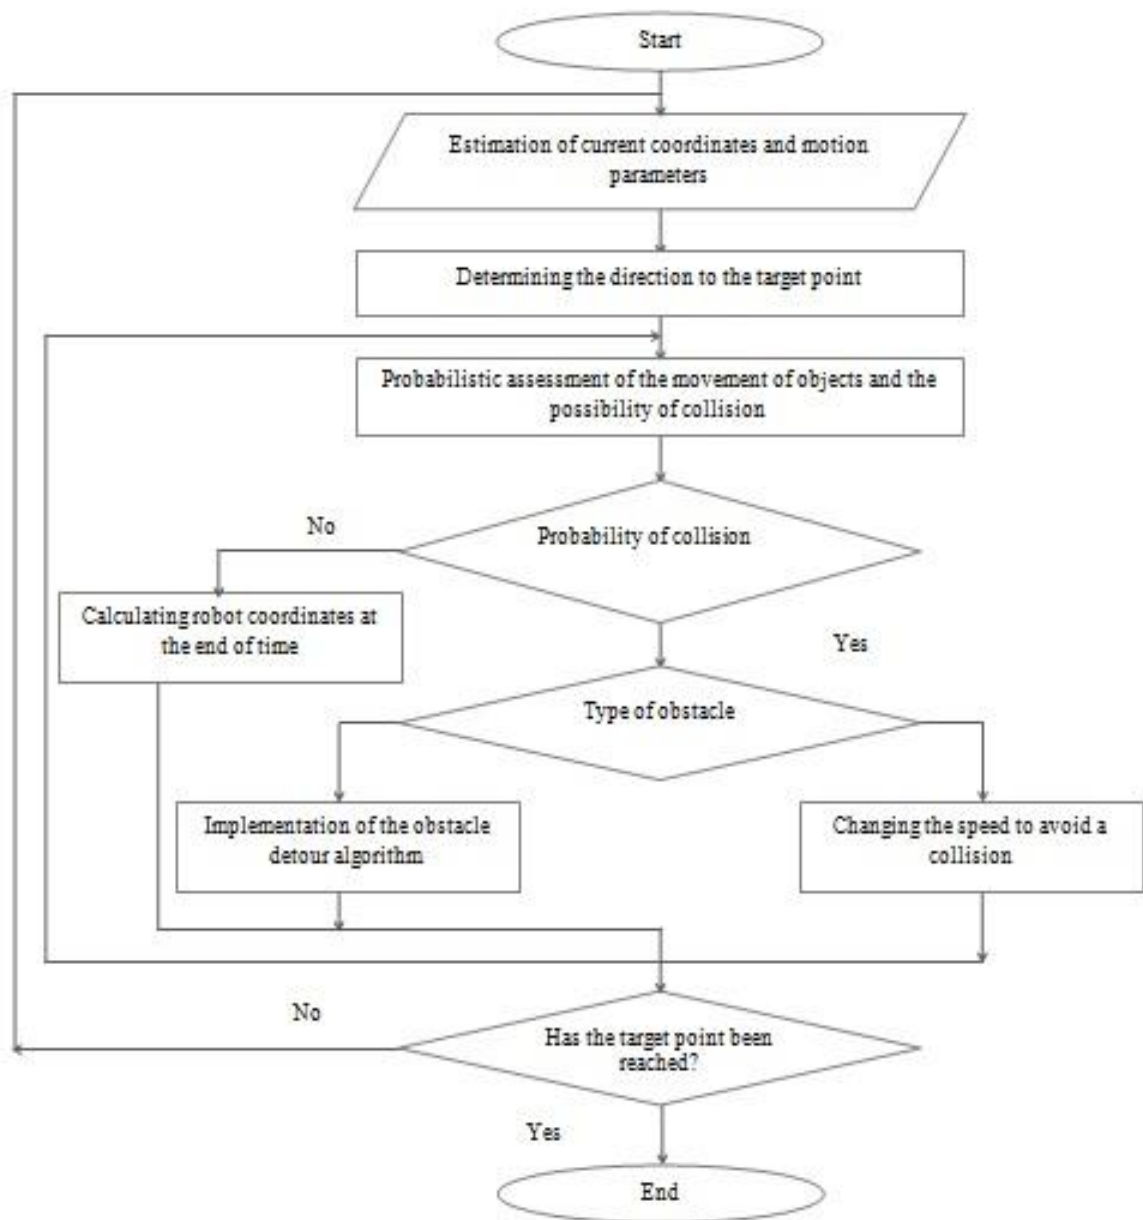 Start
Estimation of current coordinates and motion
parameters
Determining the direction to the target point
Probabilistic assessment of the movement of objects and the
possibility of collision
No
Probability of collision
Calculating robot coordinates at
the end of time
Yes
Type of obstacle
Implementation of the obstacle
detour algorithm
Changing the speed to avoid a
collision
No
Has the target point been
reached?
Yes
End